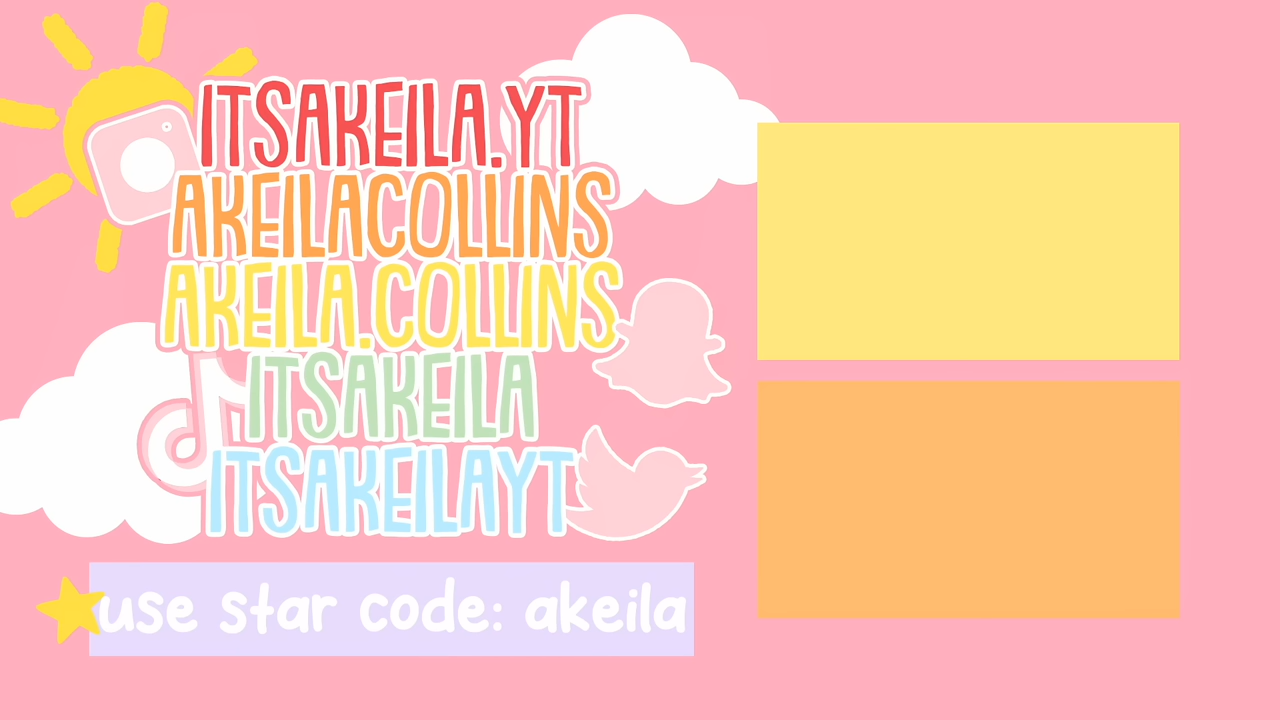 ITSAKEILA.YT
AKEILACOLLINS
AKEILA.COLLINS
ITSAKEILA
ITSAKEILAYT
use star code: akeila